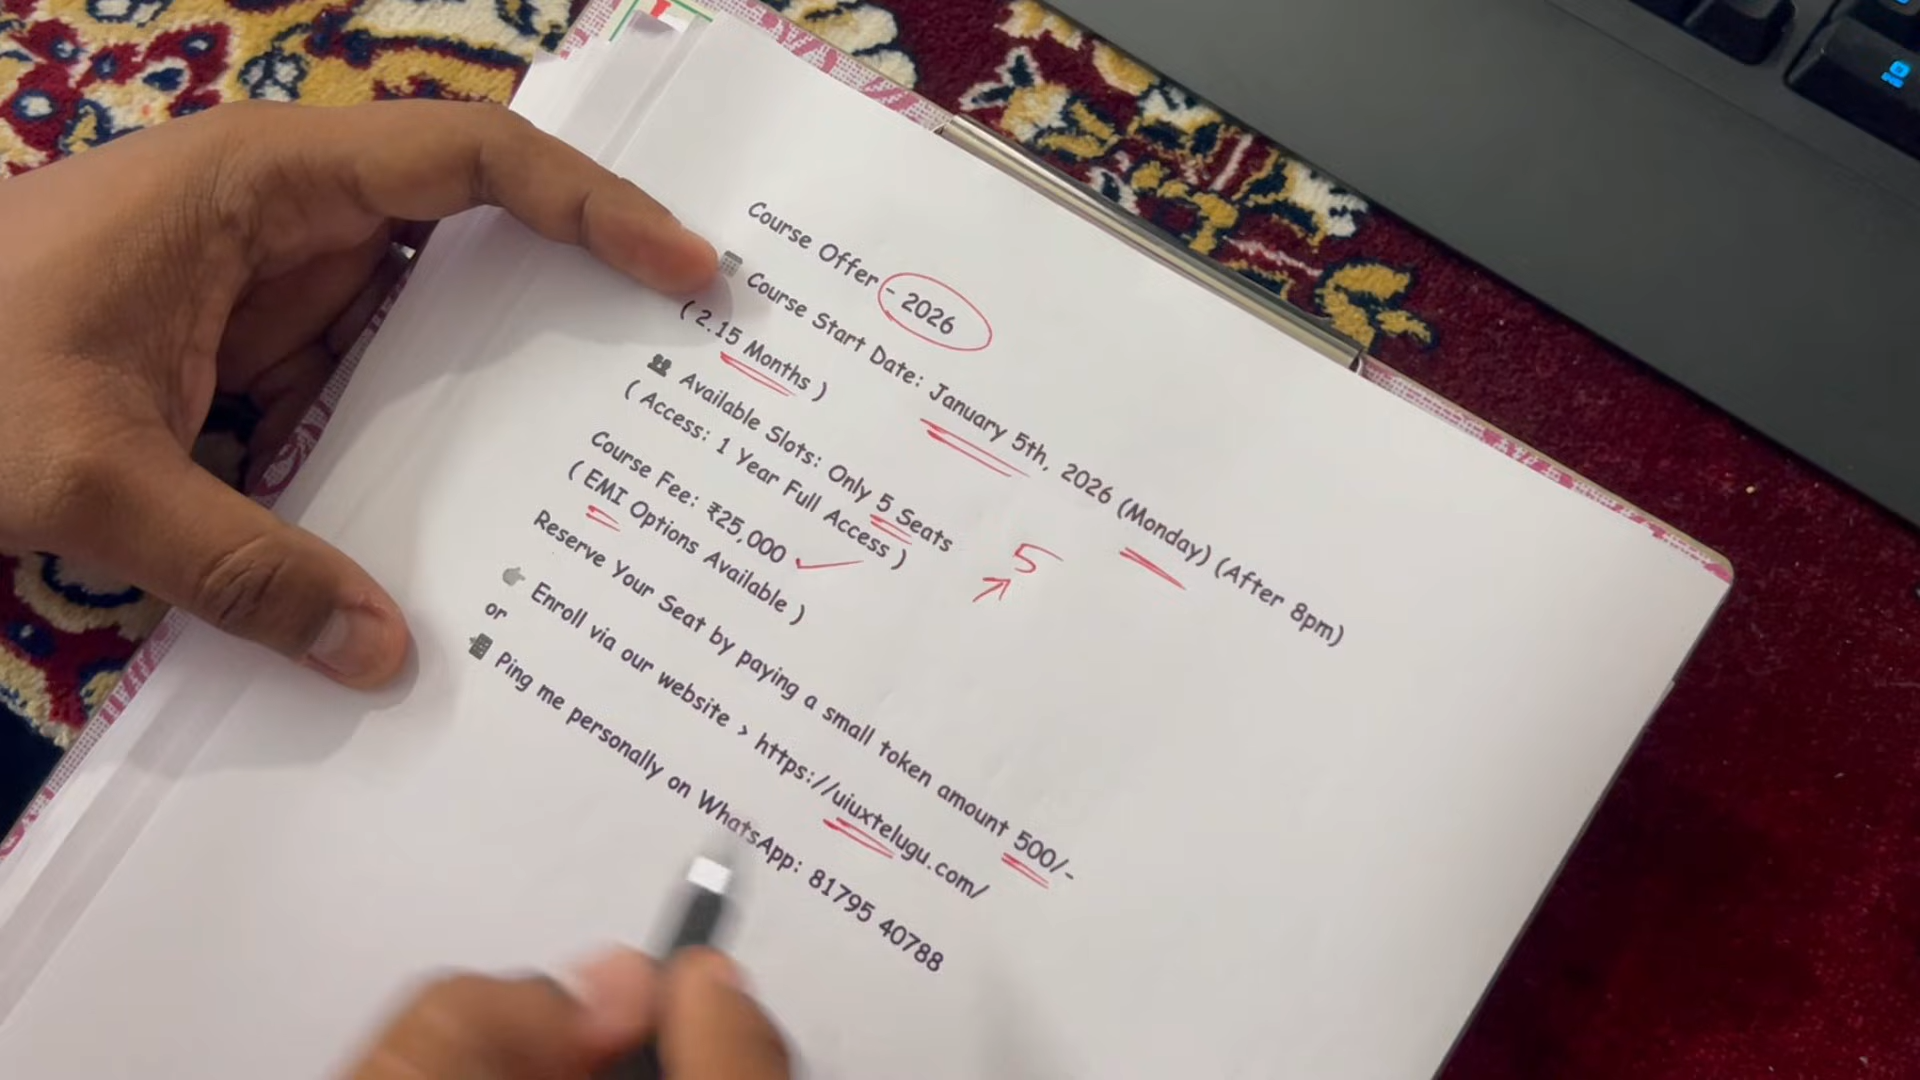 Course Offer - 2026
Course Start Date: January 5th, 2026 (Monday) (After 8pm)
( 2.15 Months )
Available Slots: Only 5 Seats
( Access: 1 Year Full Access )
5
Course Fee: ₹25,000
( EMI Options Available )
Reserve Your Seat by paying a small token amount 500/-
Enroll via our website > https://uiuxtelugu.com/
or
Ping me personally on WhatsApp: 81795 40788